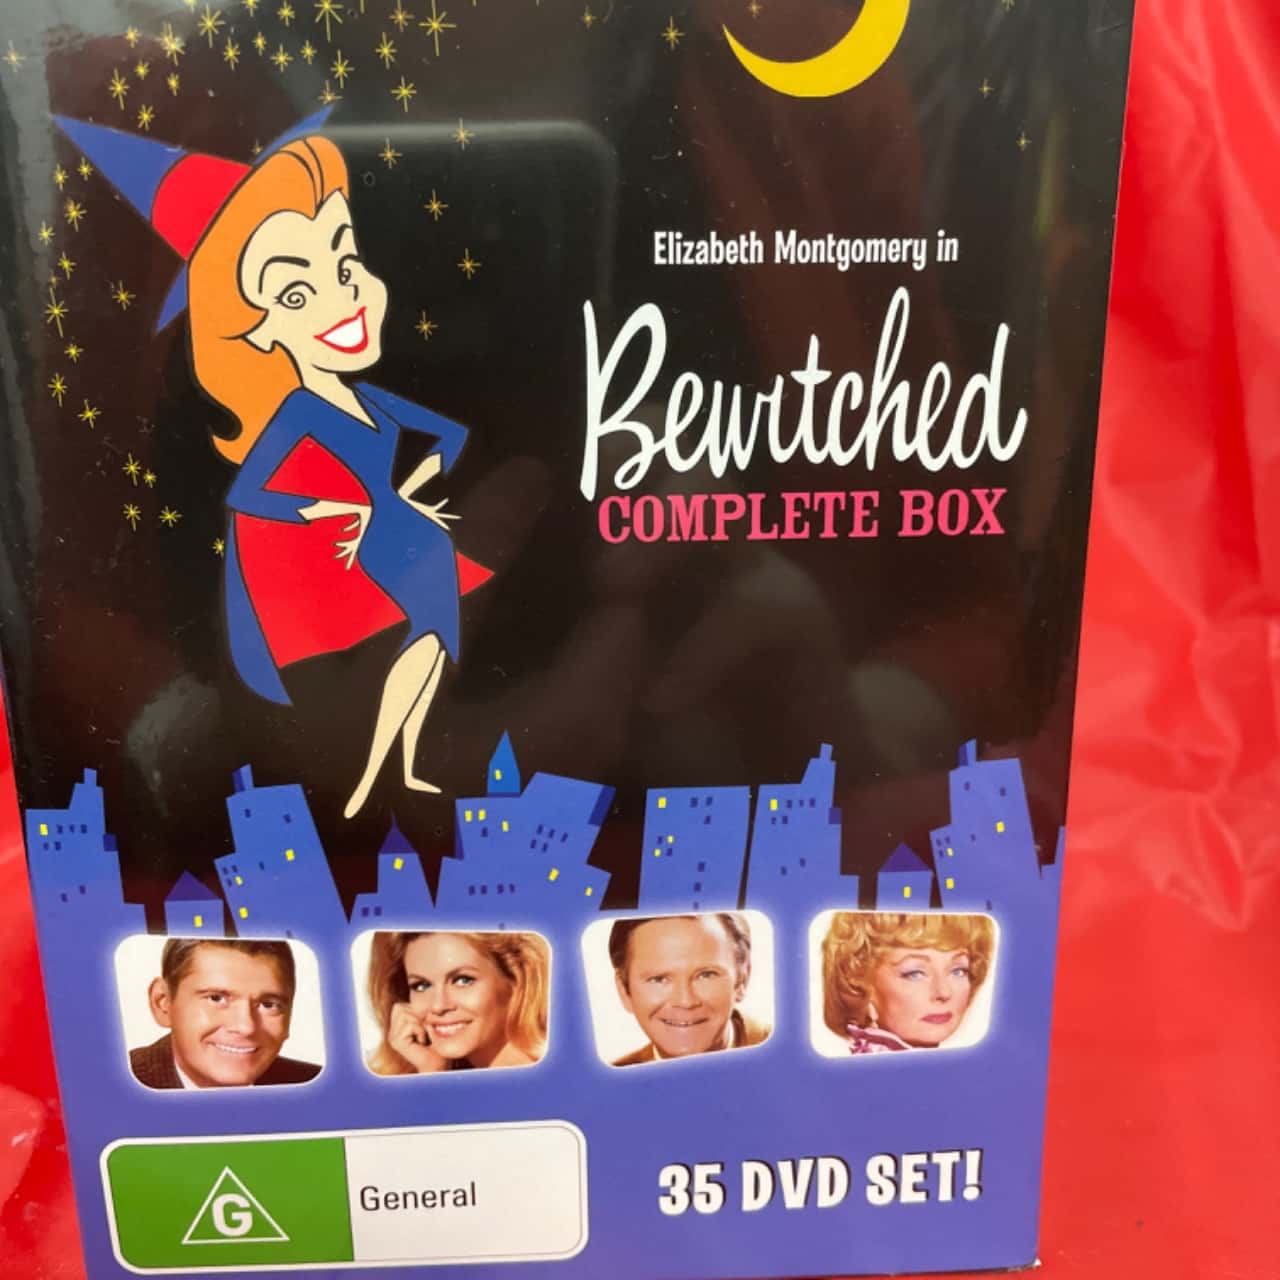 Elizabeth Montgomery in
Bewitched
COMPLETE BOX
G
General
35 DVD SET!